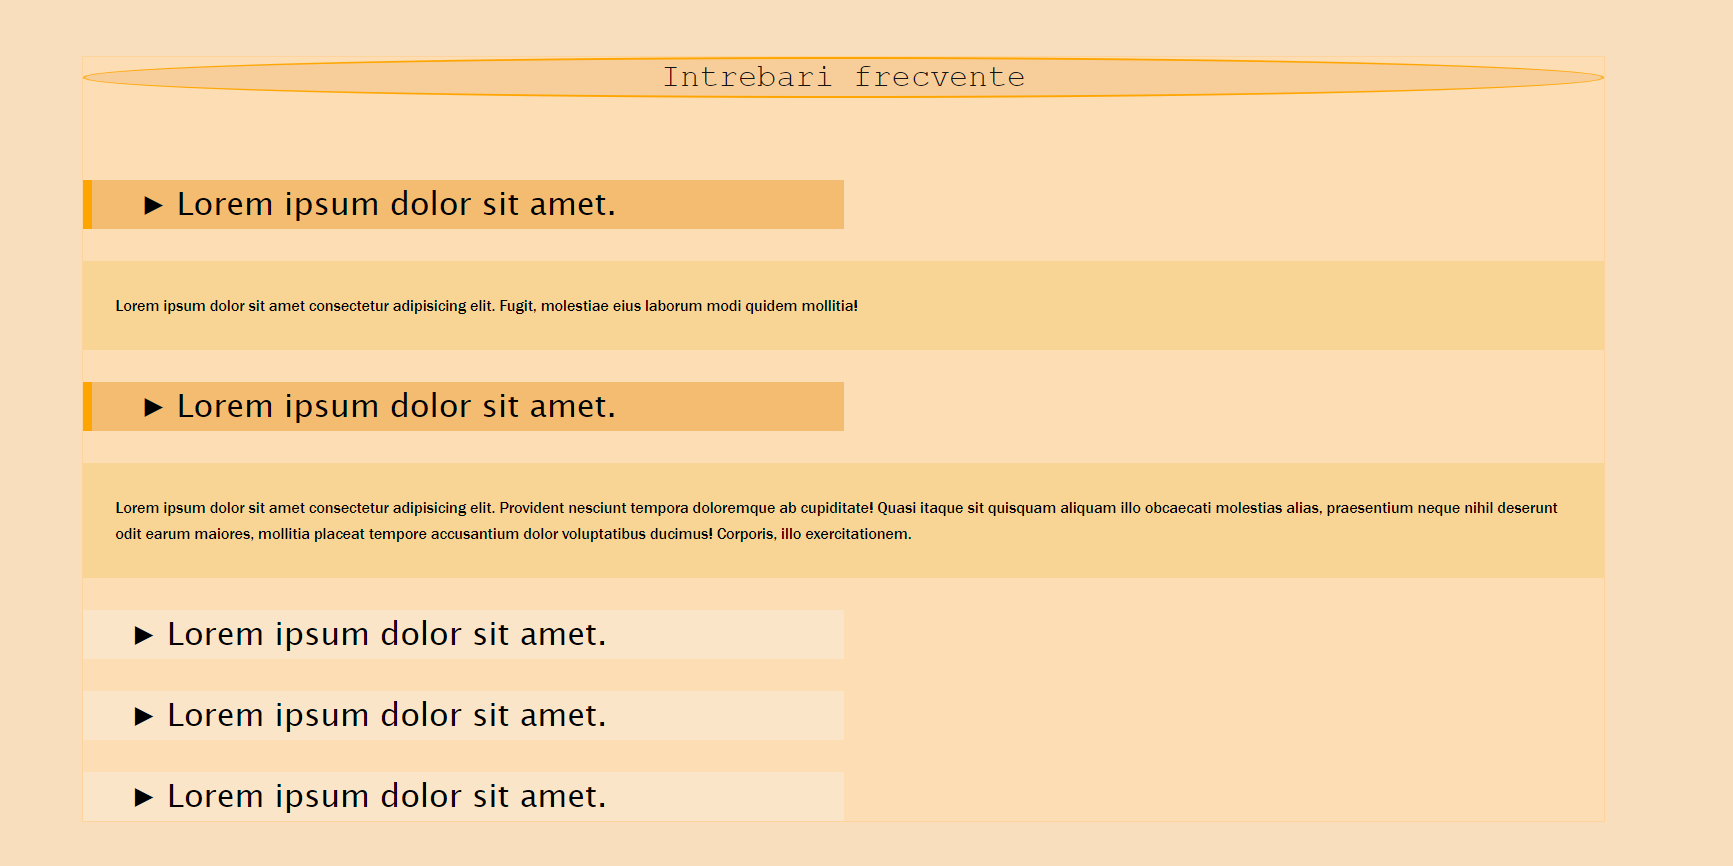 Intrebari frecvente
► Lorem ipsum dolor sit amet.
Lorem ipsum dolor sit amet consectetur adipisicing elit. Fugit, molestiae eius laborum modi quidem mollitia!
► Lorem ipsum dolor sit amet.
Lorem ipsum dolor sit amet consectetur adipisicing elit. Provident nesciunt tempora doloremque ab cupiditate! Quasi itaque sit quisquam aliquam illo obcaecati molestias alias, praesentium neque nihil deserunt
odit earum maiores, mollitia placeat tempore accusantium dolor voluptatibus ducimus! Corporis, illo exercitationem.
► Lorem ipsum dolor sit amet.
► Lorem ipsum dolor sit amet.
► Lorem ipsum dolor sit amet.